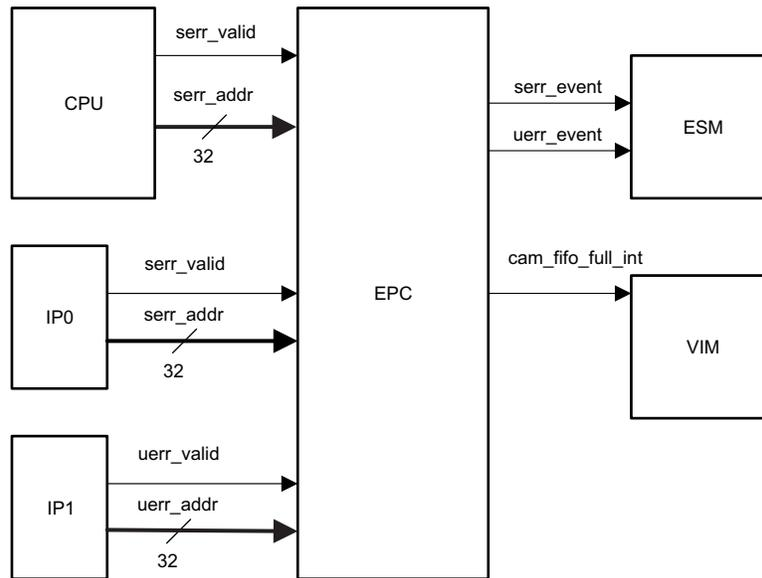 CPU
serr_valid
serr_addr
32
IP0
serr_valid
serr_addr
32
IP1
uerr_valid
uerr_addr
32
EPC
serr_event
uerr_event
ESM
cam_fifo_full_int
VIM